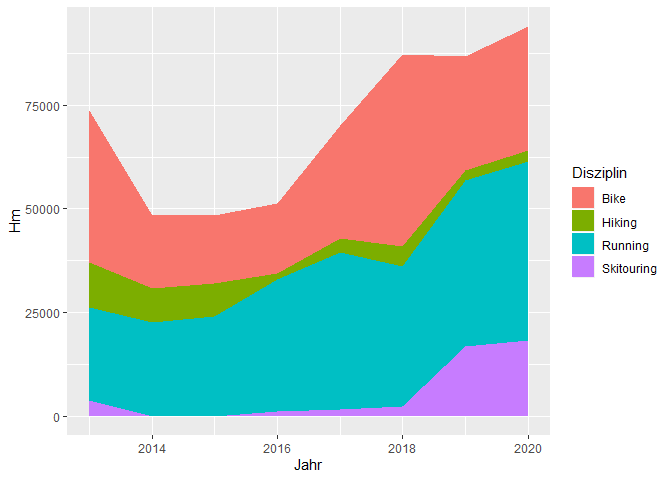 75000
50000
25000
0
Hm
2014 2016 2018 2020
Jahr
Disziplin
Bike
Hiking
Running
Skitouring